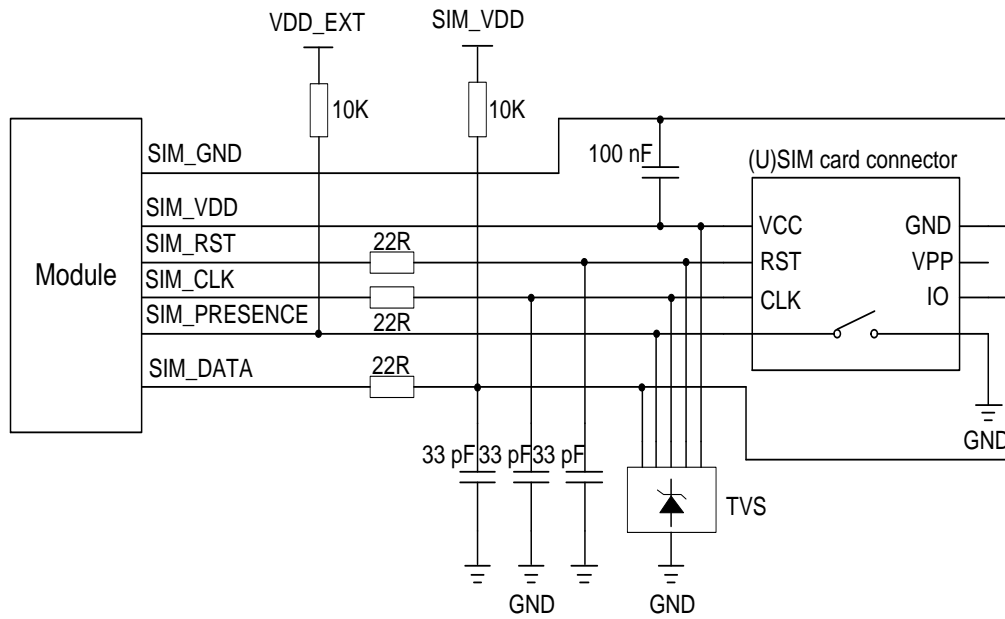 VDD_EXT
SIM_VDD
10K
10K
SIM_GND
100 nF
(U)SIM card connector
SIM_VDD
VCC
GND
SIM_RST
22R
RST
VPP
Module
SIM_CLK
CLK
IO
SIM_PRESENCE
22R
SIM_DATA
22R
GND
33 pF
33 pF
33 pF
TVS
GND
GND